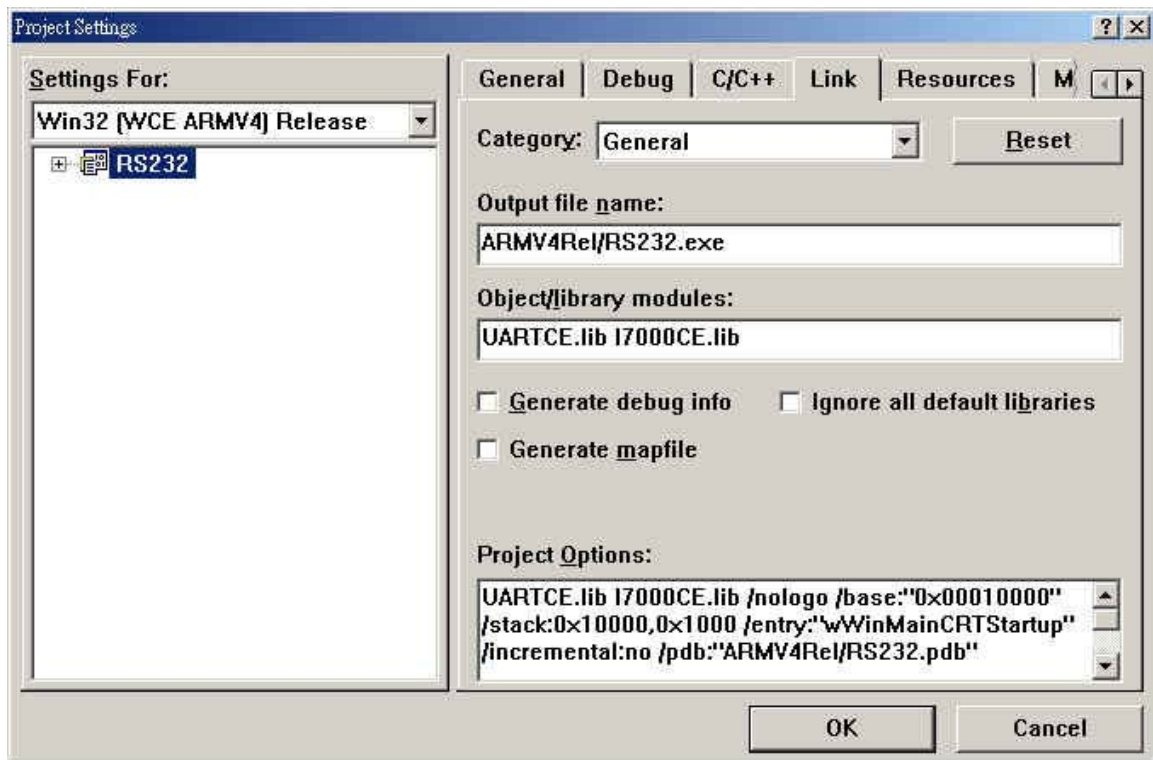 Project Settings
Settings For:
Win32 (WCE ARMV4) Release
RS232
General Debug C/C++ Link Resources M
Category: General Reset
Output file name:
ARMV4Rel/RS232.exe
Object/library modules:
UARTCE.lib I7000CE.lib
Generate debug info Ignore all default libraries
Generate mapfile
Project Options:
UARTCE.lib I7000CE.lib /nologo /base:"0x00010000"
/stack:0x10000,0x1000 /entry:"wWinMainCRTStartup"
/incremental:no /pdb:"ARMV4Rel/RS232.pdb"
OK Cancel